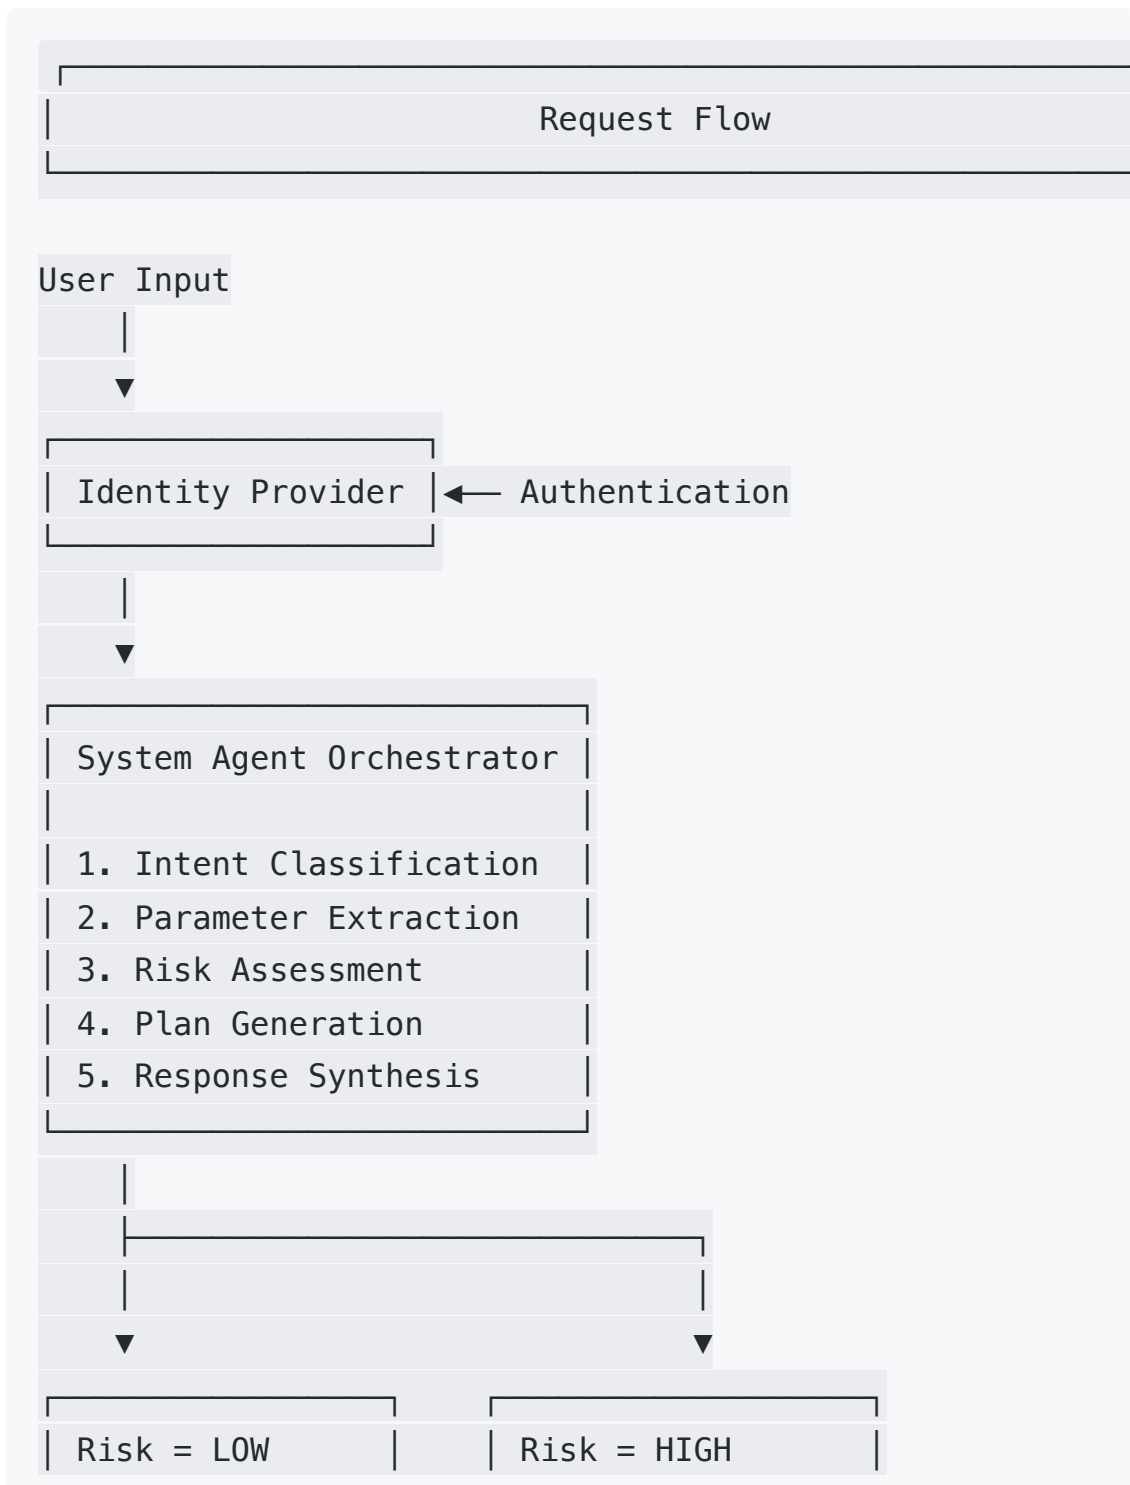 Request Flow
User Input
Identity Provider ◄── Authentication
System Agent Orchestrator
1. Intent Classification
2. Parameter Extraction
3. Risk Assessment
4. Plan Generation
5. Response Synthesis
Risk = LOW Risk = HIGH